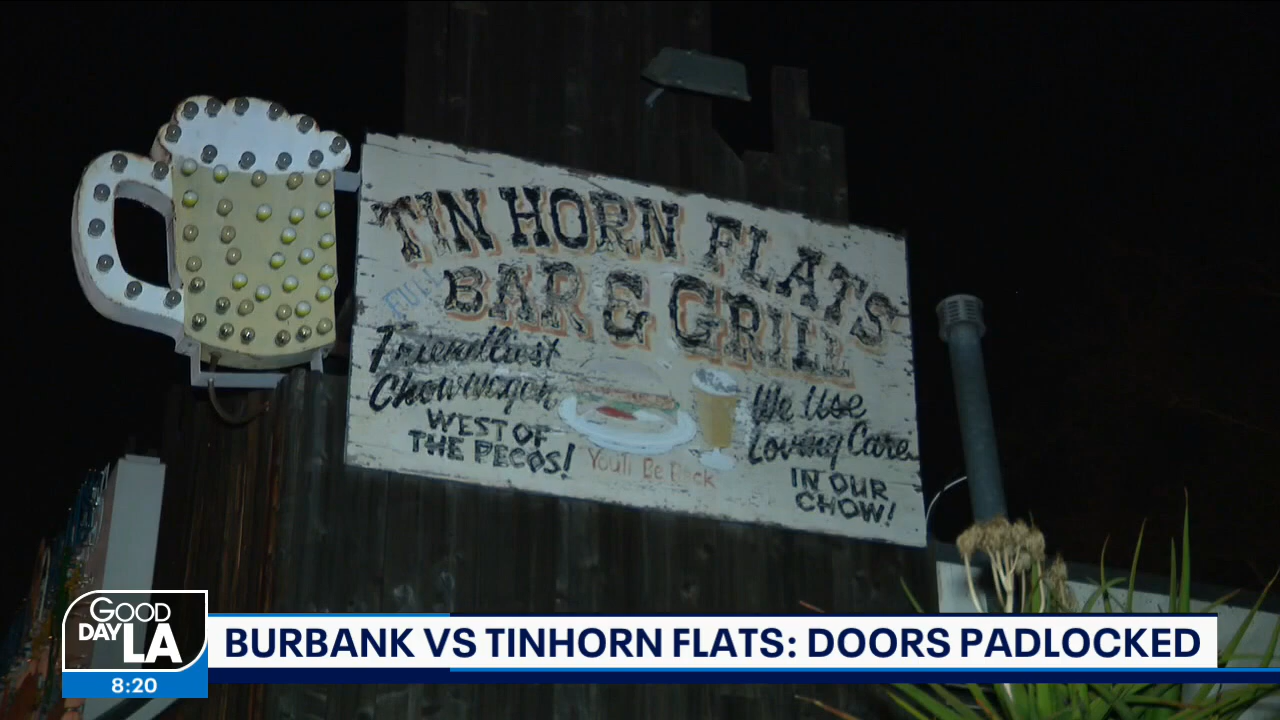 TIN HORN FLATS
BAR & GRILL
Friendliest
Chowwagon
WEST OF
THE PECOS!
You'll Be Back
We Use
Loving Care
IN OUR
CHOW!
GOOD
DAY LA
8:20
BURBANK VS TINHORN FLATS: DOORS PADLOCKED